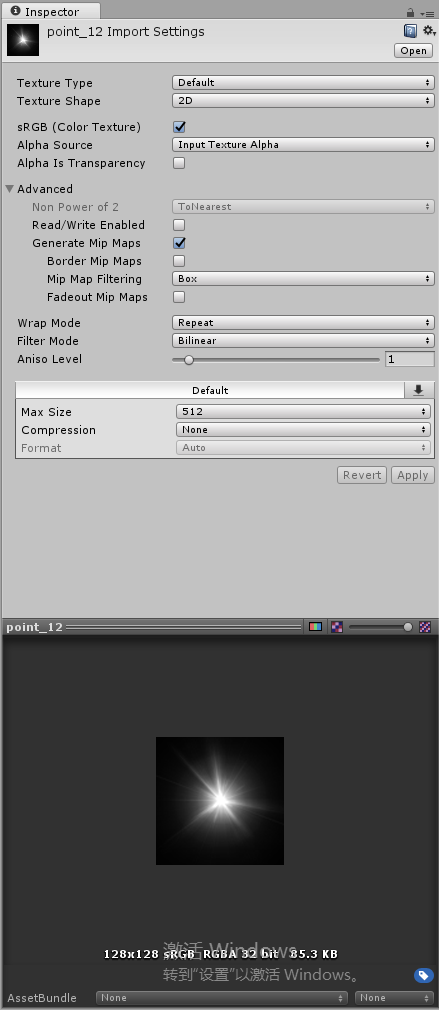 Inspector
point_12 Import Settings
Open
Texture Type Default
Texture Shape 2D
sRGB (Color Texture)
Alpha Source Input Texture Alpha
Alpha Is Transparency
Advanced
Non Power of 2 ToNearest
Read/Write Enabled
Generate Mip Maps
Border Mip Maps
Mip Map Filtering Box
Fadeout Mip Maps
Wrap Mode Repeat
Filter Mode Bilinear
Aniso Level 1
Default
Max Size 512
Compression None
Format Auto
Revert Apply
point_12
激活 Windows
128x128 sRGB RGBA 32 bit 85.3 KB
转到"设置"以激活 Windows。
AssetBundle None None